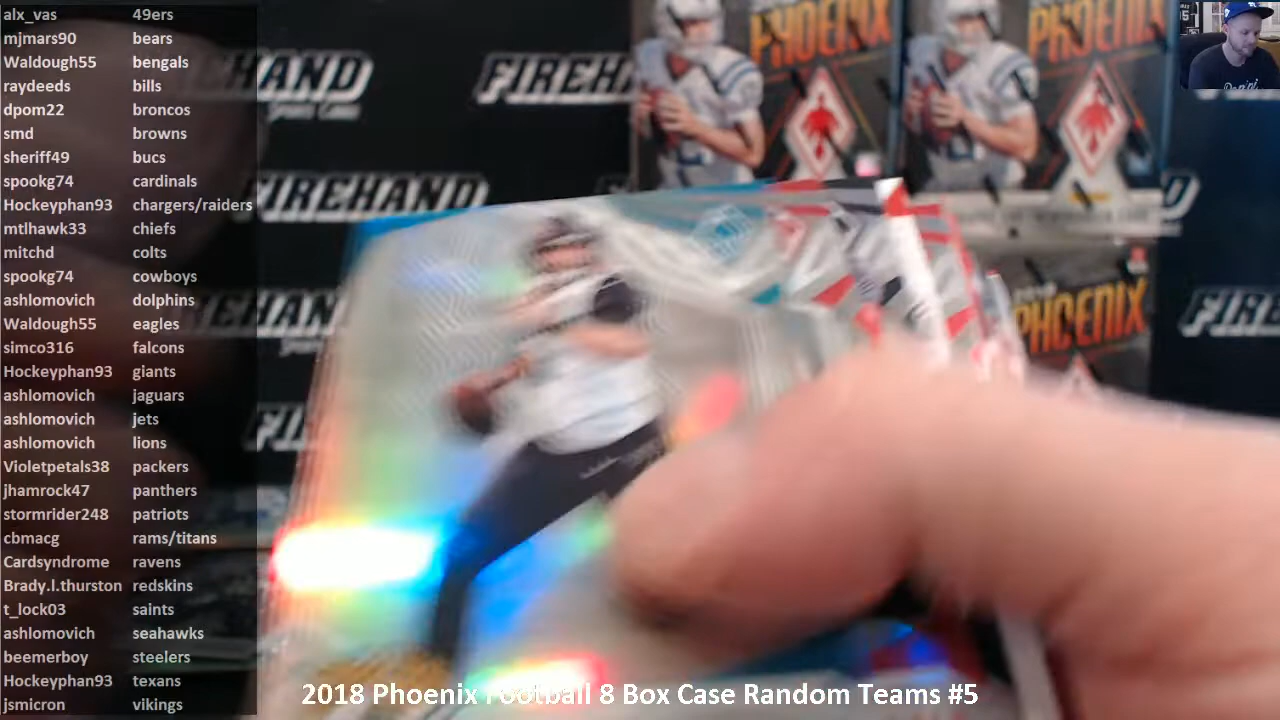 alx_vas 49ers
mjmars90 bears
Waldough55 bengals
raydeeds bills
dpom22 broncos
smd browns
sheriff49 bucs
spookg74 cardinals
Hockeyphan93 chargers/raiders
mtlhawk33 chiefs
mitchd colts
spookg74 cowboys
ashlomovich dolphins
Waldough55 eagles
simco316 falcons
Hockeyphan93 giants
ashlomovich jaguars
ashlomovich jets
ashlomovich lions
Violetpetals38 packers
jhamrock47 panthers
stormrider248 patriots
cbmacg rams/titans
Cardsyndrome ravens
Brady.l.thurston redskins
t_lock03 saints
ashlomovich seahawks
beemerboy steelers
Hockeyphan93 texans
jsmicron vikings
PHOENIX
PHOENIX
FIREHAND
PHOENIX
2018 Phoenix Football 8 Box Case Random Teams #5